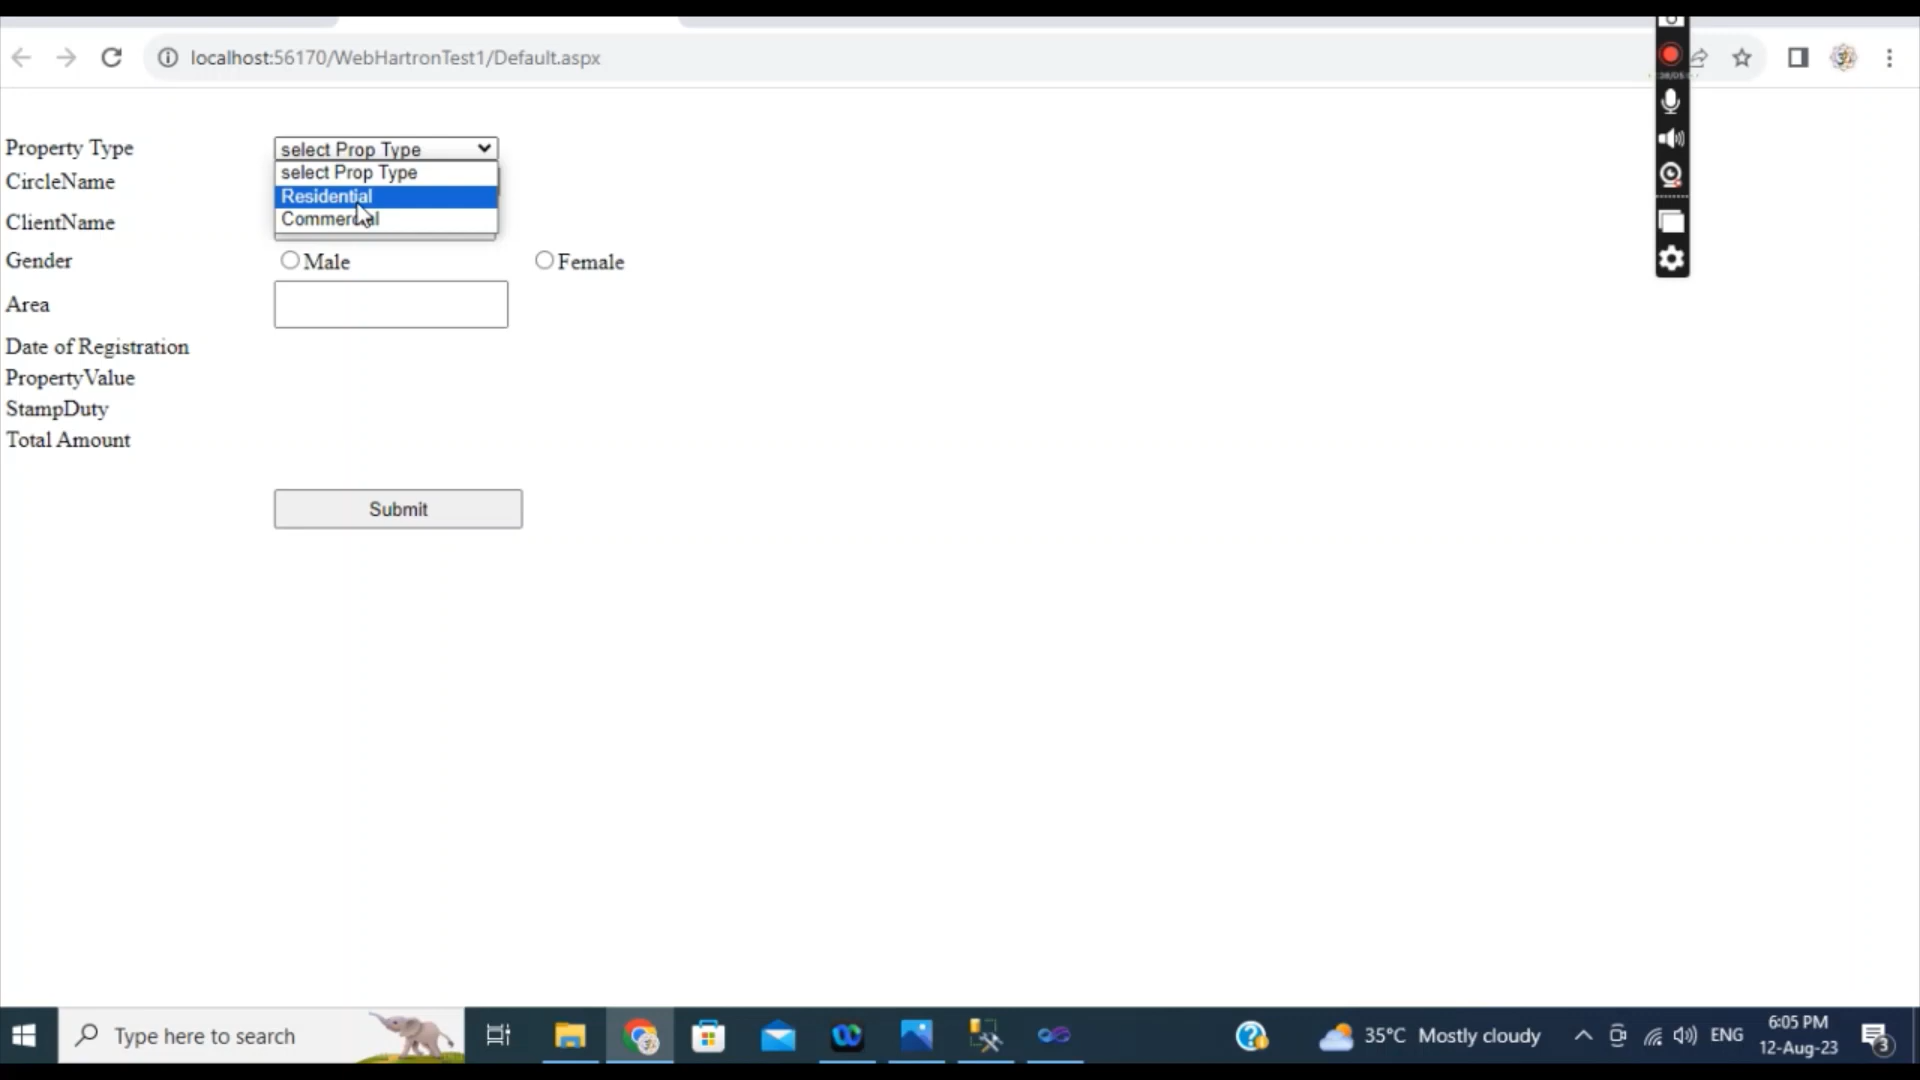 localhost:56170/WebHartronTest1/Default.aspx
Property Type
select Prop Type
select Prop Type
CircleName
Residential
Commercial
ClientName
Gender
Male
Female
Area
Date of Registration
PropertyValue
StampDuty
Total Amount
Submit
Type here to search
35°C Mostly cloudy
ENG
6:05 PM
12-Aug-23
3